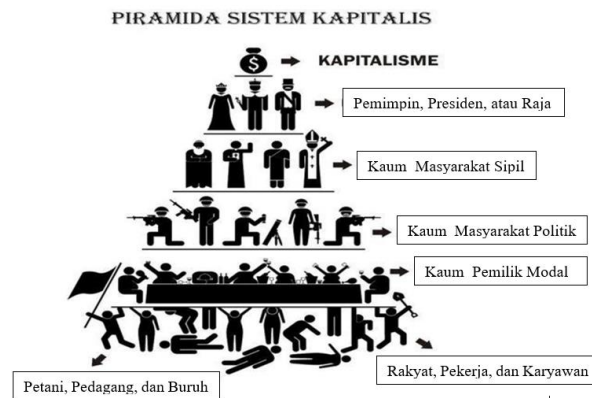 PIRAMIDA SISTEM KAPITALIS
$
KAPITALISME
Pemimpin, Presiden, atau Raja
Kaum Masyarakat Sipil
Kaum Masyarakat Politik
Kaum Pemilik Modal
Rakyat, Pekerja, dan Karyawan
Petani, Pedagang, dan Buruh